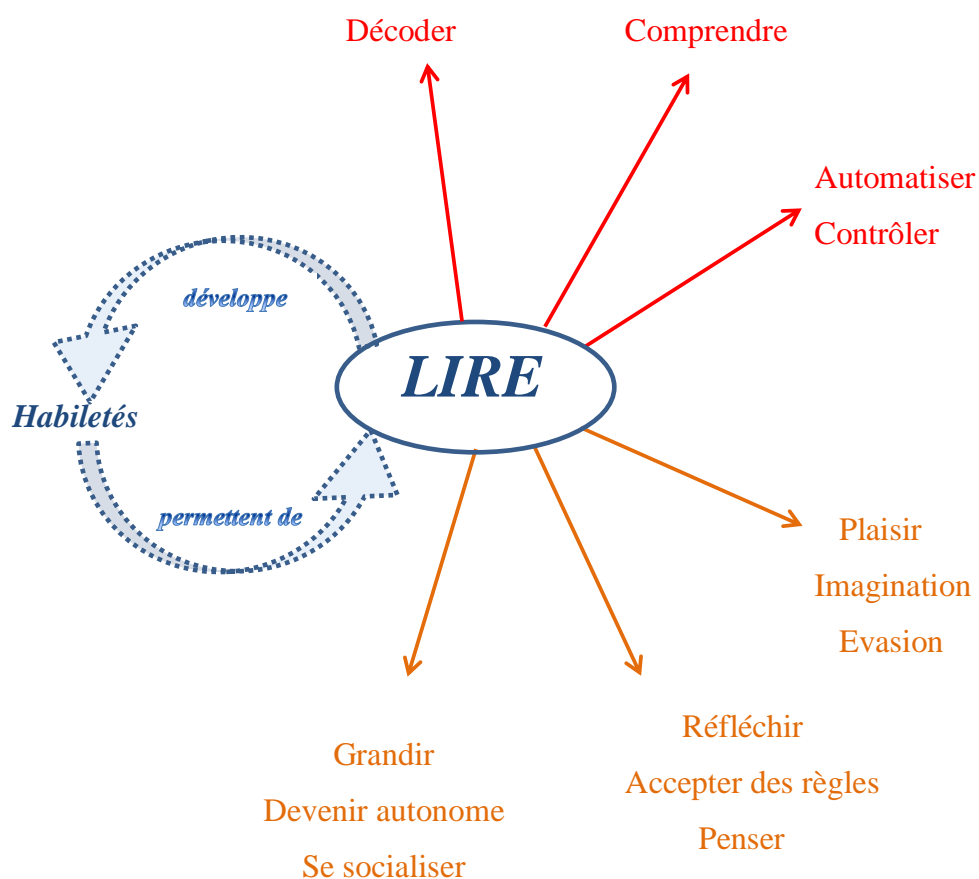 Décoder
Comprendre
Automatiser
Contrôler
développe
LIRE
Habiletés
permettent de
Plaisir
Imagination
Evasion
Réfléchir
Accepter des règles
Penser
Grandir
Devenir autonome
Se socialiser